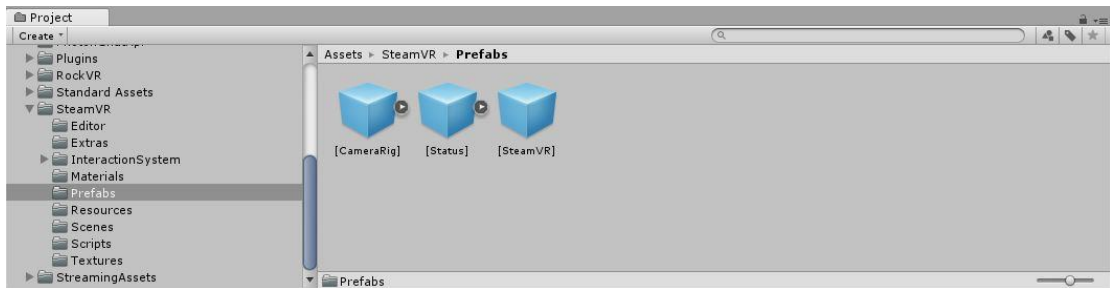 Project
Create
Plugins
RockVR
Standard Assets
SteamVR
Editor
Extras
InteractionSystem
Materials
Prefabs
Resources
Scenes
Scripts
Textures
StreamingAssets
Assets ▸ SteamVR ▸ Prefabs
[CameraRig] [Status] [SteamVR]
Prefabs